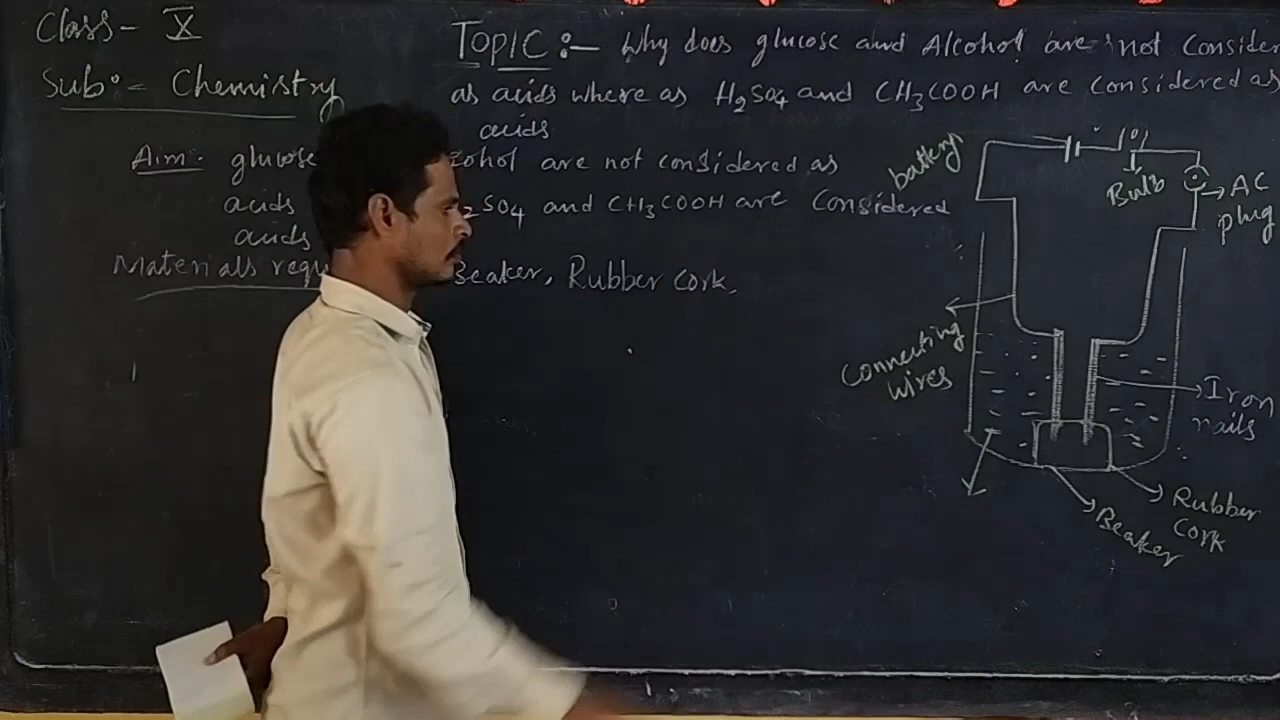 Class - X
Sub:- Chemistry
TOPIC:- Why does glucose and Alcohol are not Consider
as acids where as H2SO4 and CH3COOH are considered as
acids
Aim: glucose ohol are not considered as
acids 2SO4 and CH3COOH are Considered
acids
Materials requ Beaker, Rubber cork,
battery
Bulb
AC
plug
Connecting
wires
Iron
nails
Rubber
Cork
Beaker